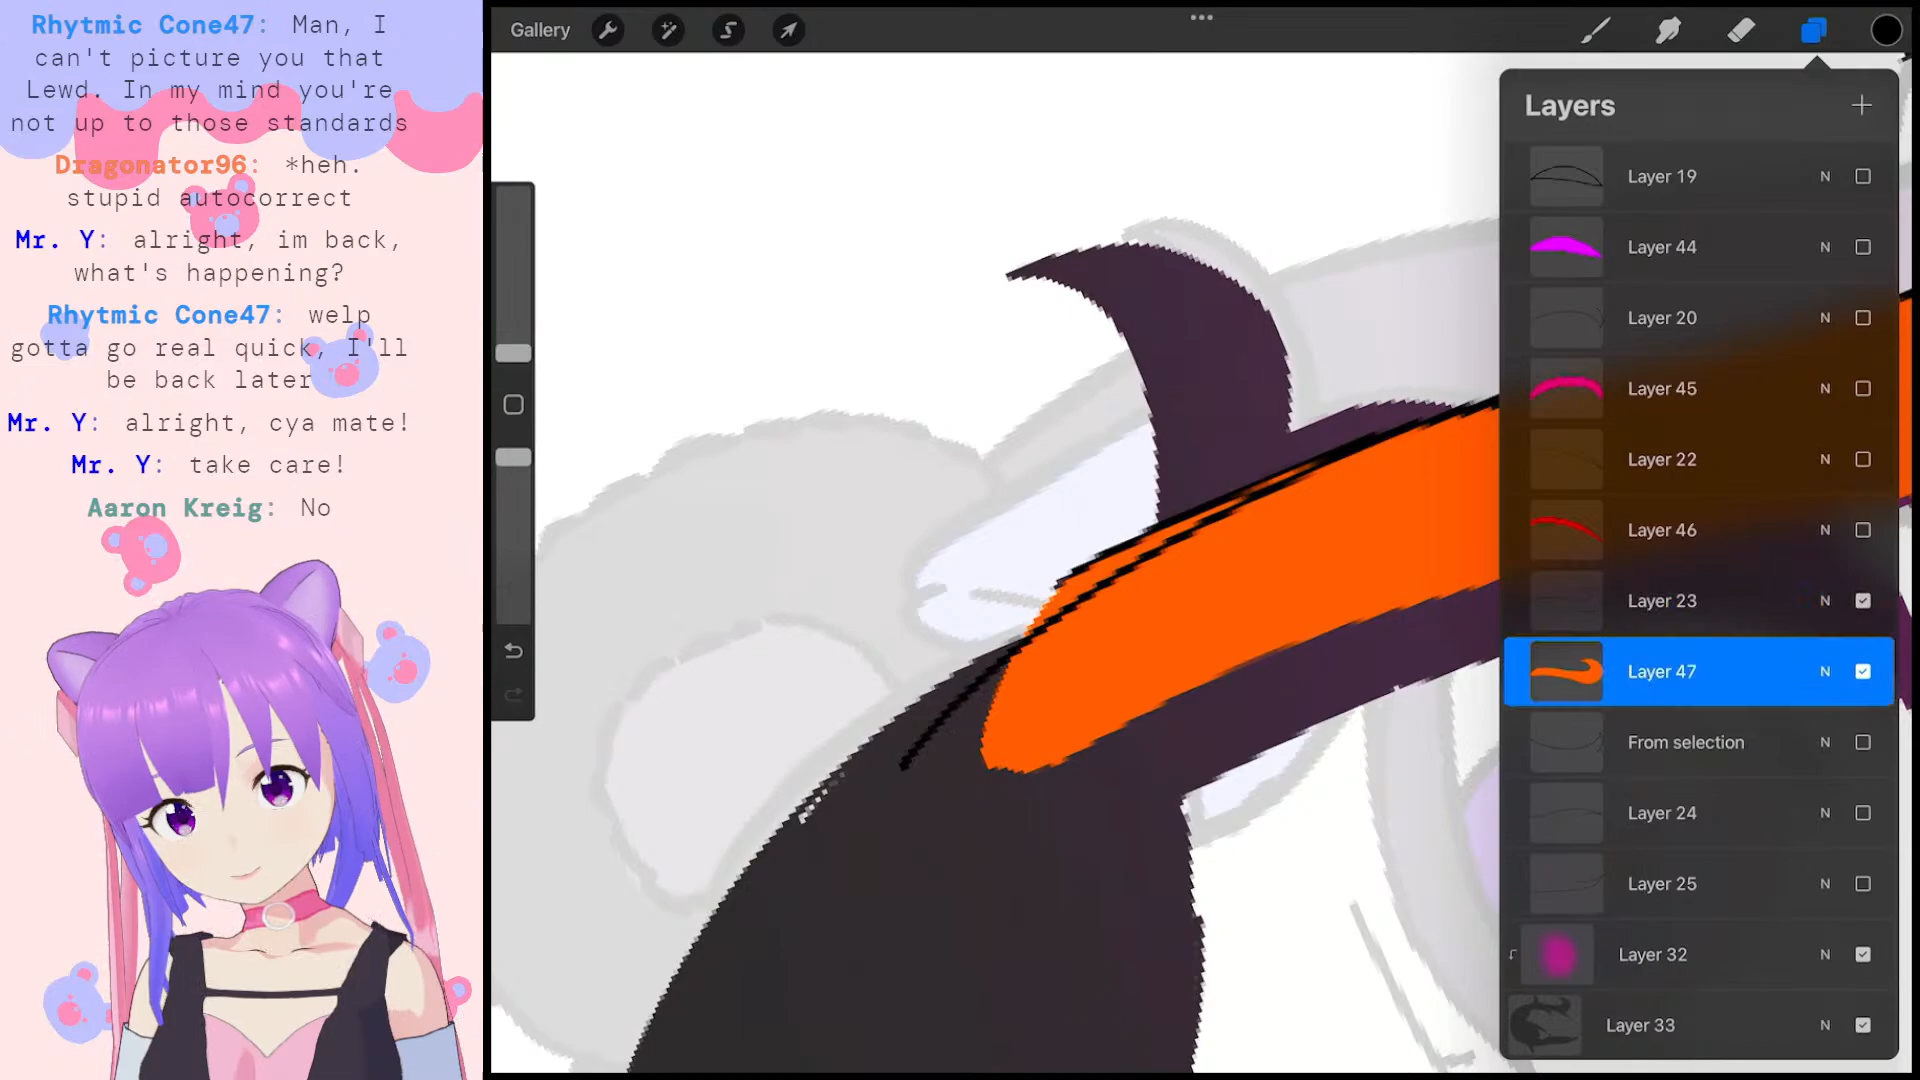 Rhytmic Cone47: Man, I
can't picture you that
Lewd. In my mind you're
not up to those standards
Dragonator96: *heh.
stupid autocorrect
Mr. Y: alright, im back,
what's happening?
Rhytmic Cone47: welp
gotta go real quick, I'll
be back later
Mr. Y: alright, cya mate!
Mr. Y: take care!
Aaron Kreig: No
Gallery
Layers
Layer 19 N
Layer 44 N
Layer 20 N
Layer 45 N
Layer 22 N
Layer 46 N
Layer 23 N
Layer 47 N
From selection N
Layer 24 N
Layer 25 N
Layer 32 N
Layer 33 N